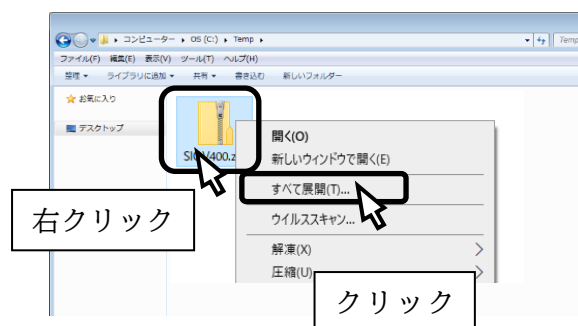 コンピューター ▸ OS (C:) ▸ Temp ▸
Temp
ファイル(F) 編集(E) 表示(V) ツール(T) ヘルプ(H)
整理 ▼ ライブラリに追加 ▼ 共有 ▼ 書き込む 新しいフォルダー
お気に入り
デスクトップ
V400.z
開く(O)
新しいウィンドウで開く(E)
すべて展開(T)...
ウイルススキャン...
解凍(X)
圧縮(U)
右クリック
クリック